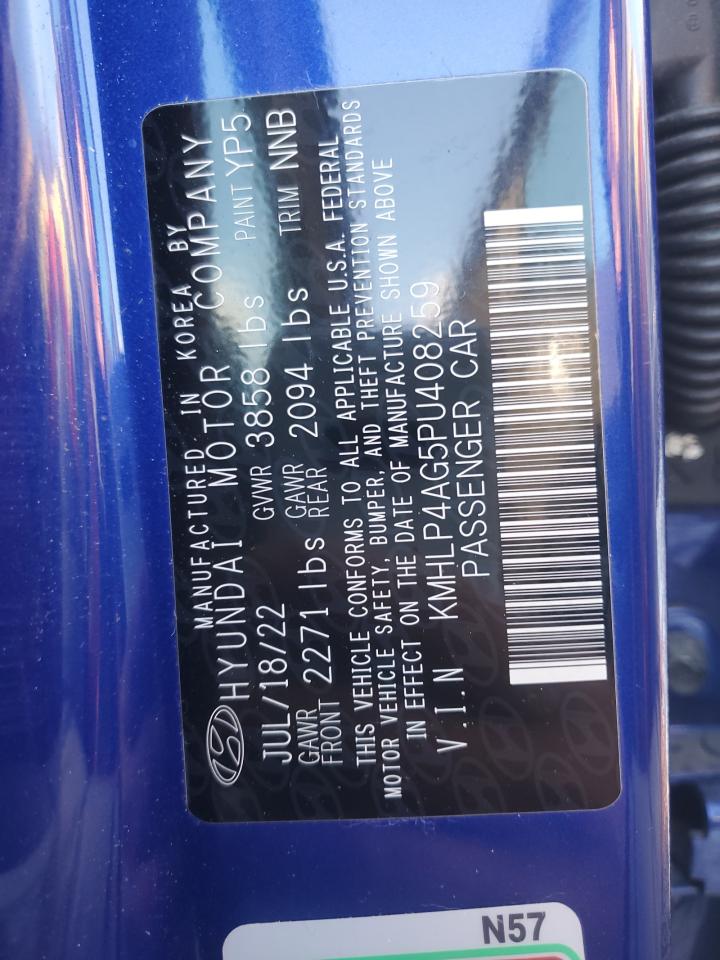 MANUFACTURED IN KOREA BY
HYUNDAI MOTOR COMPANY
JUL/18/22 GVWR 3858 lbs PAINT YP5
GAWR FRONT 2271 lbs GAWR REAR 2094 lbs TRIM NNB
THIS VEHICLE CONFORMS TO ALL APPLICABLE U.S.A. FEDERAL
MOTOR VEHICLE SAFETY, BUMPER, AND THEFT PREVENTION STANDARDS
IN EFFECT ON THE DATE OF MANUFACTURE SHOWN ABOVE
V.I.N KMHLP4AG5PU408259
PASSENGER CAR
N57